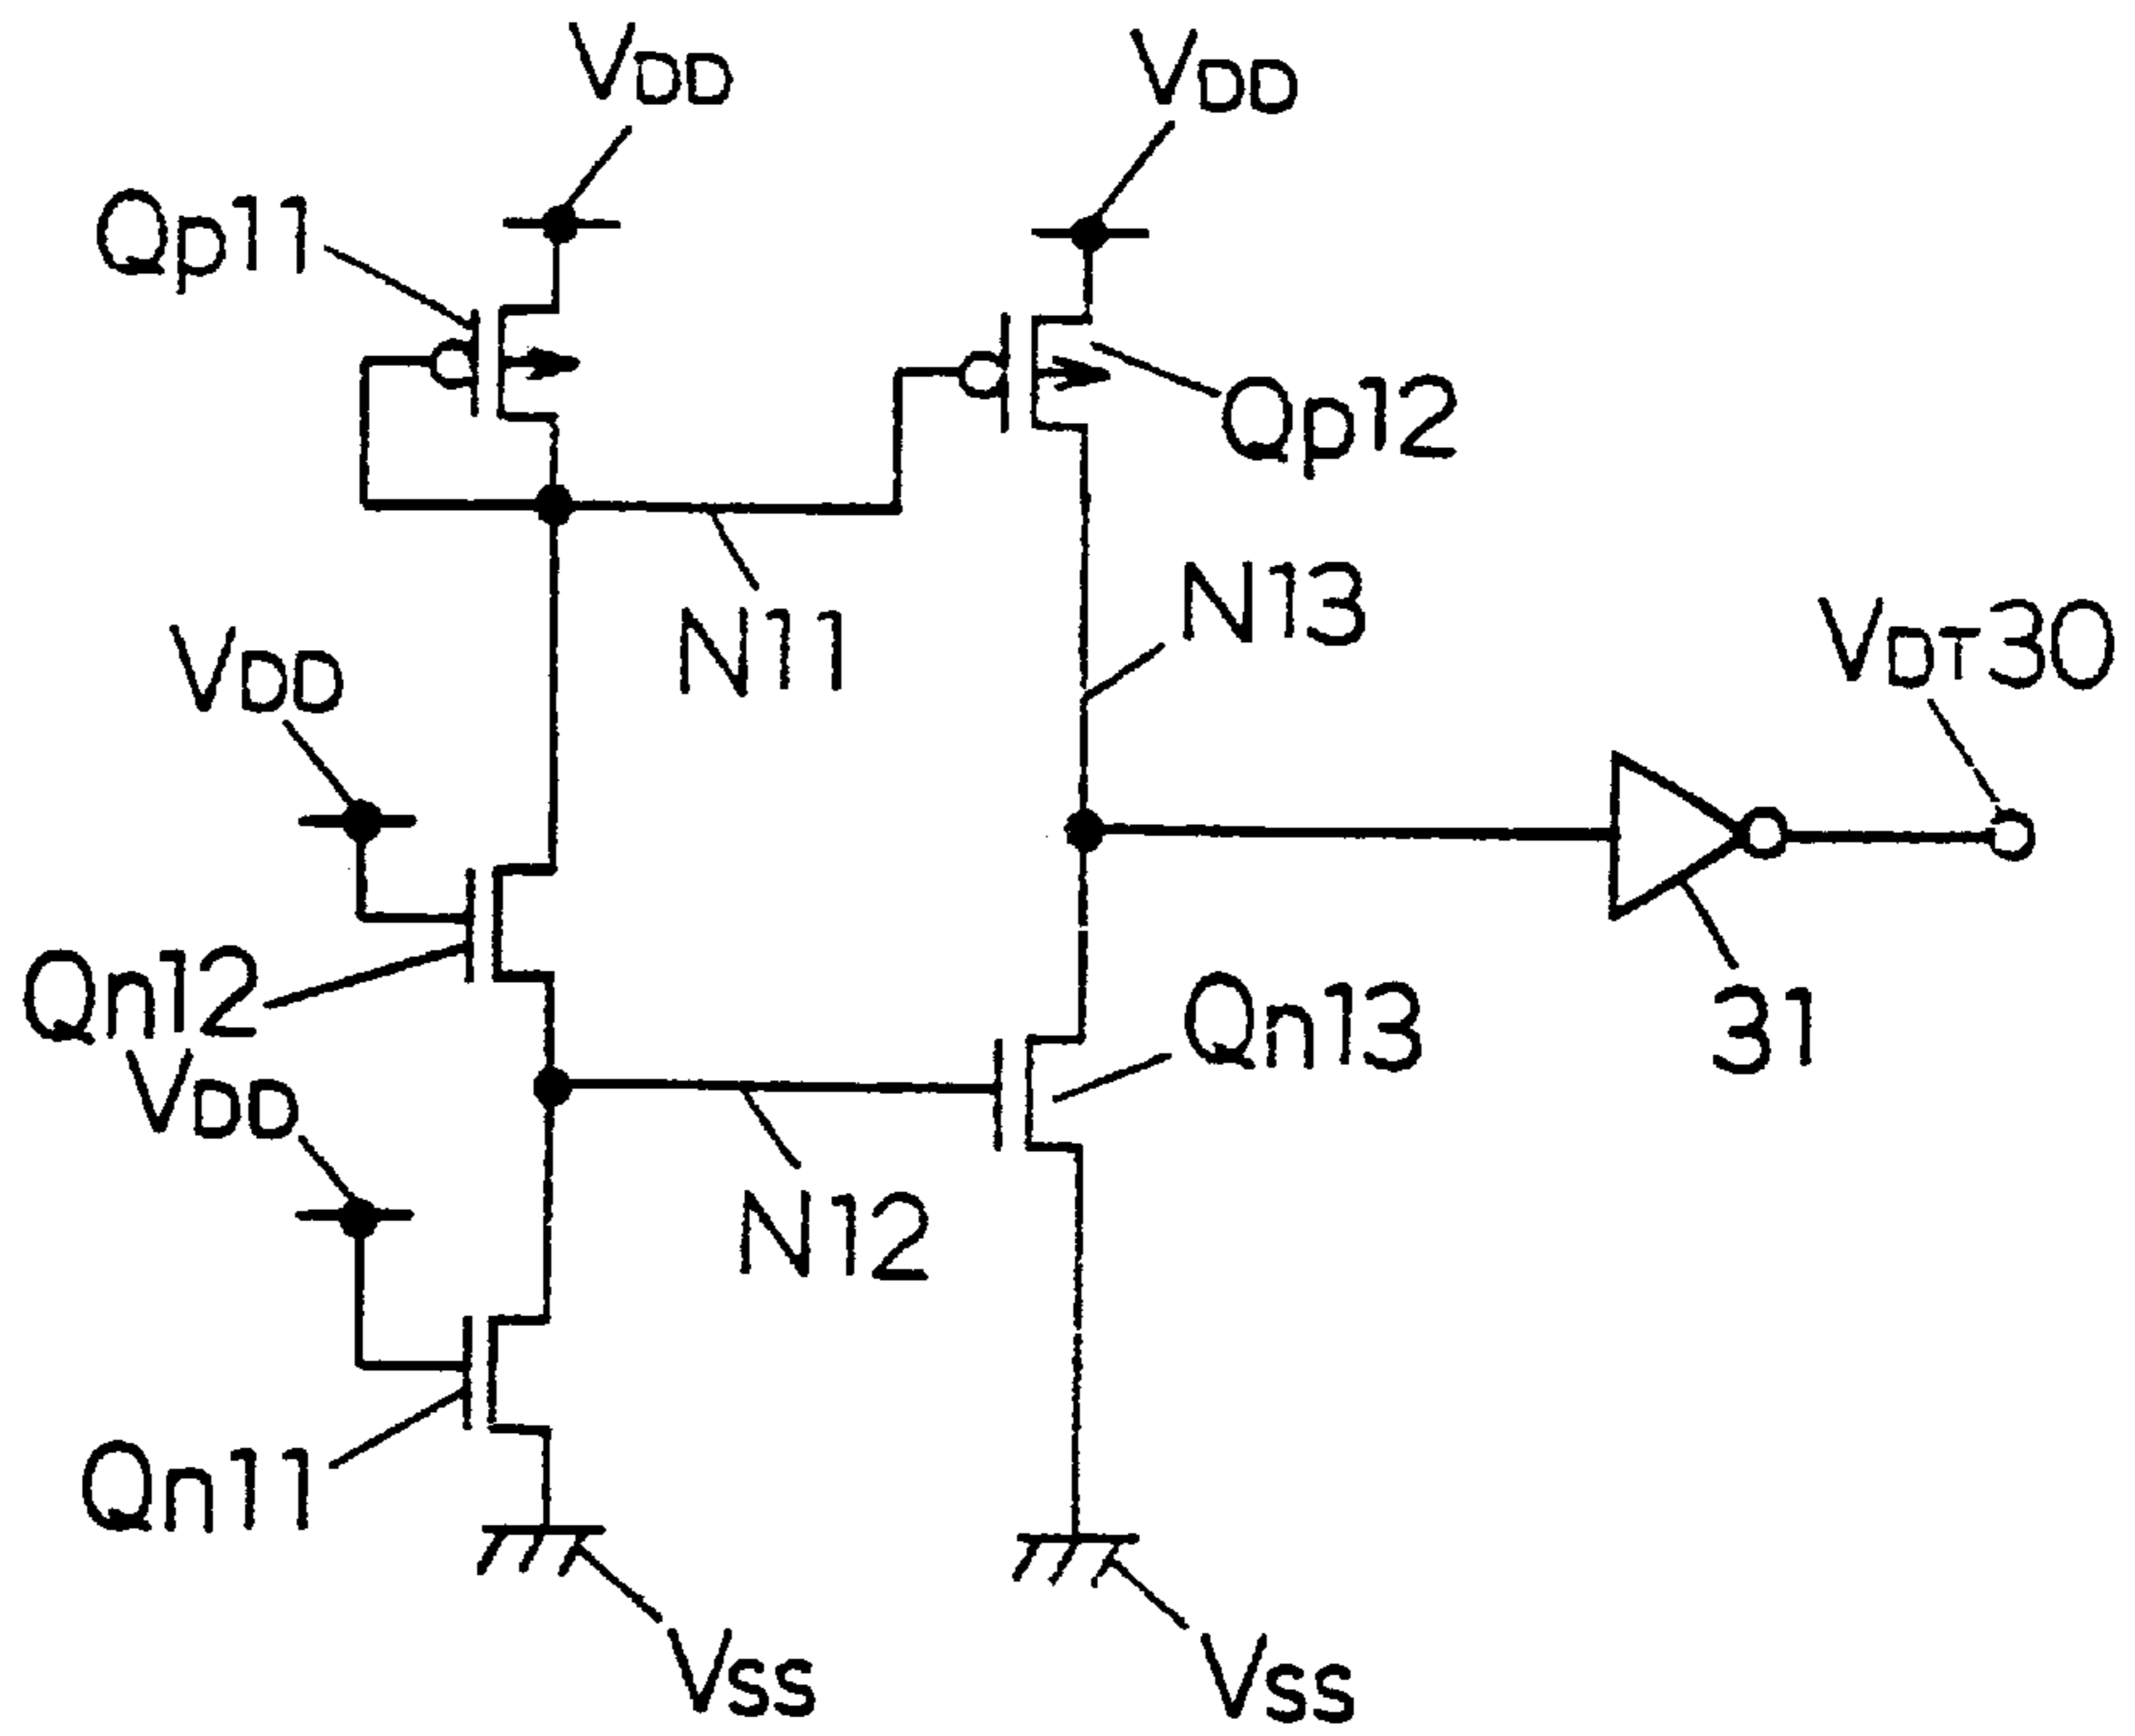 VDD
VDD
Qp11
Qp12
N11
N13
VDD
VDT30
Qn12
Qn13
31
VDD
N12
Qn11
VSS
VSS